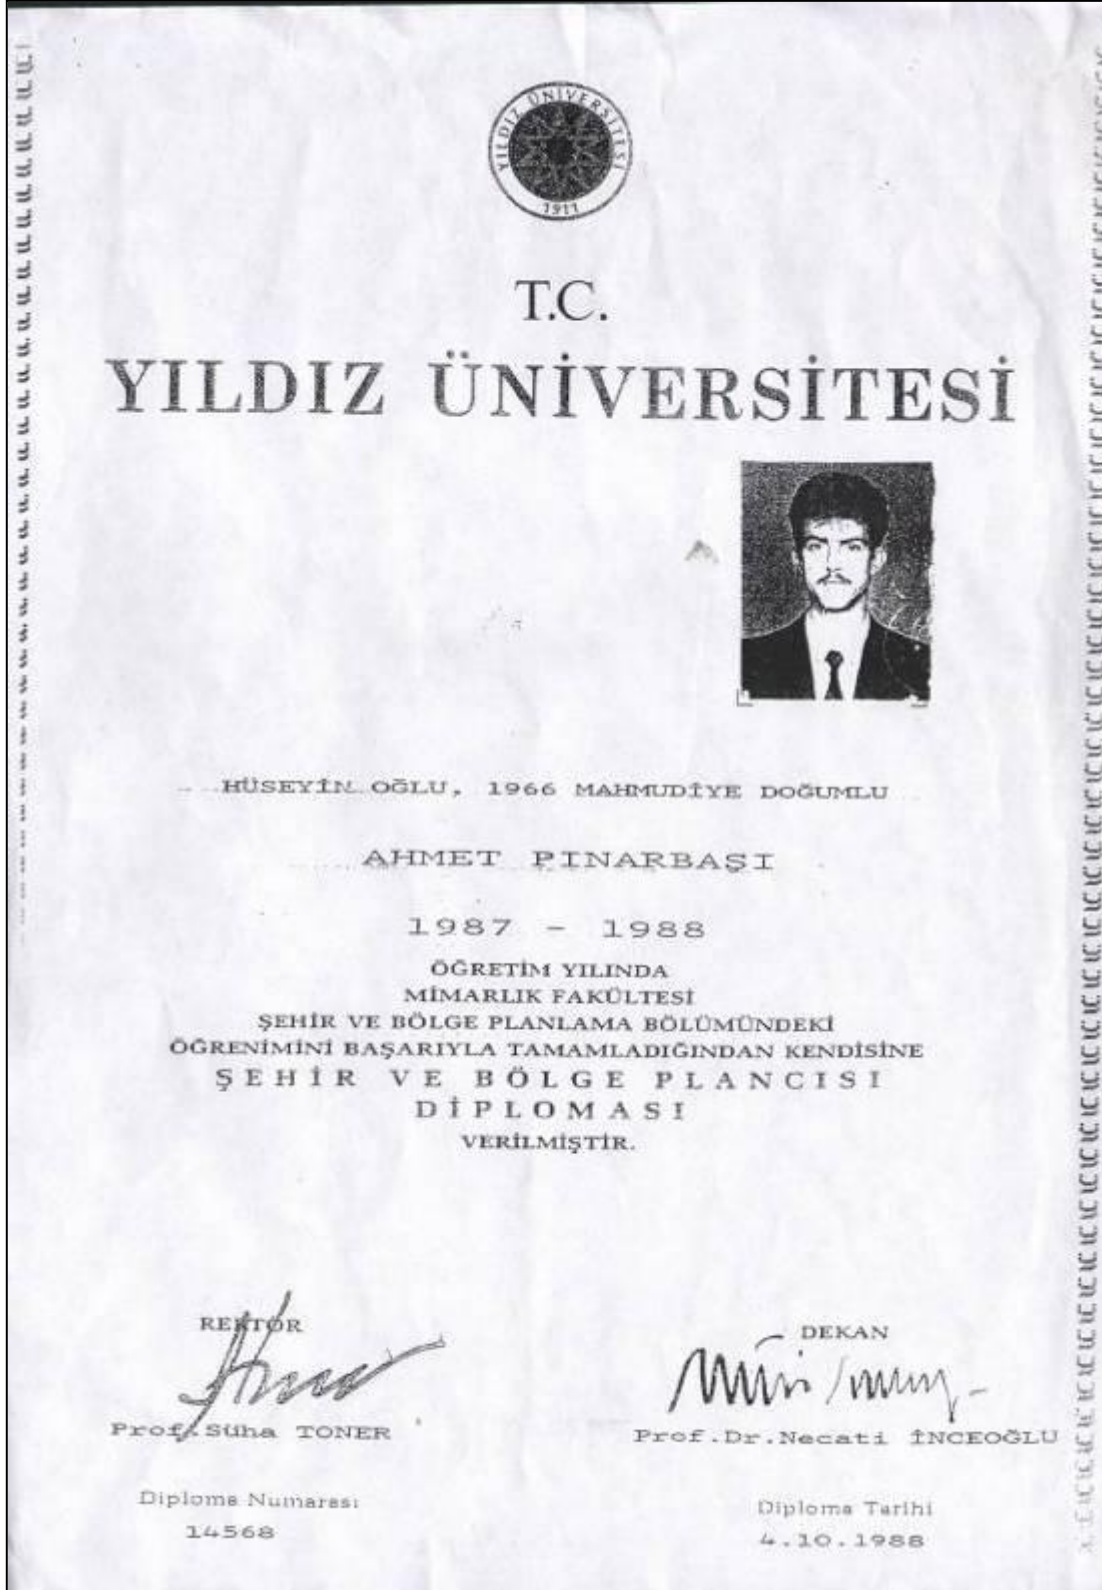 YILDIZ ÜNİVERSİTESİ
1911
T.C.
YILDIZ ÜNİVERSİTESİ
HÜSEYİN OĞLU, 1966 MAHMUDİYE DOĞUMLU
AHMET PINARBAŞI
1987 - 1988
ÖĞRETİM YILINDA
MİMARLIK FAKÜLTESİ
ŞEHİR VE BÖLGE PLANLAMA BÖLÜMÜNDEKİ
ÖĞRENİMİNİ BAŞARIYLA TAMAMLADIĞINDAN KENDİSİNE
ŞEHİR VE BÖLGE PLANCISI
DİPLOMASI
VERİLMİŞTİR.
REKTÖR
DEKAN
Prof.Süha TONER
Prof.Dr.Necati İNCEOĞLU
Diploma Numarası
14568
Diploma Tarihi
4.10.1988